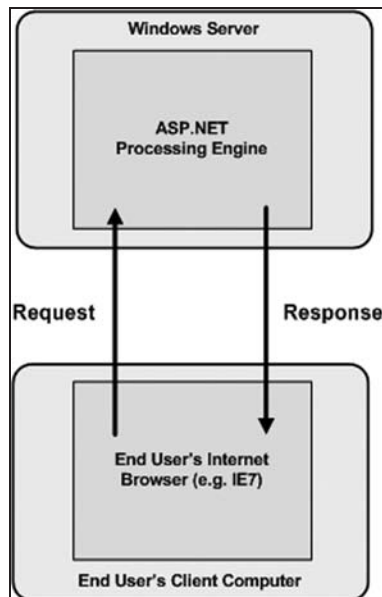 Windows Server
ASP.NET
Processing Engine
Request
Response
End User's Internet
Browser (e.g. IE7)
End User's Client Computer